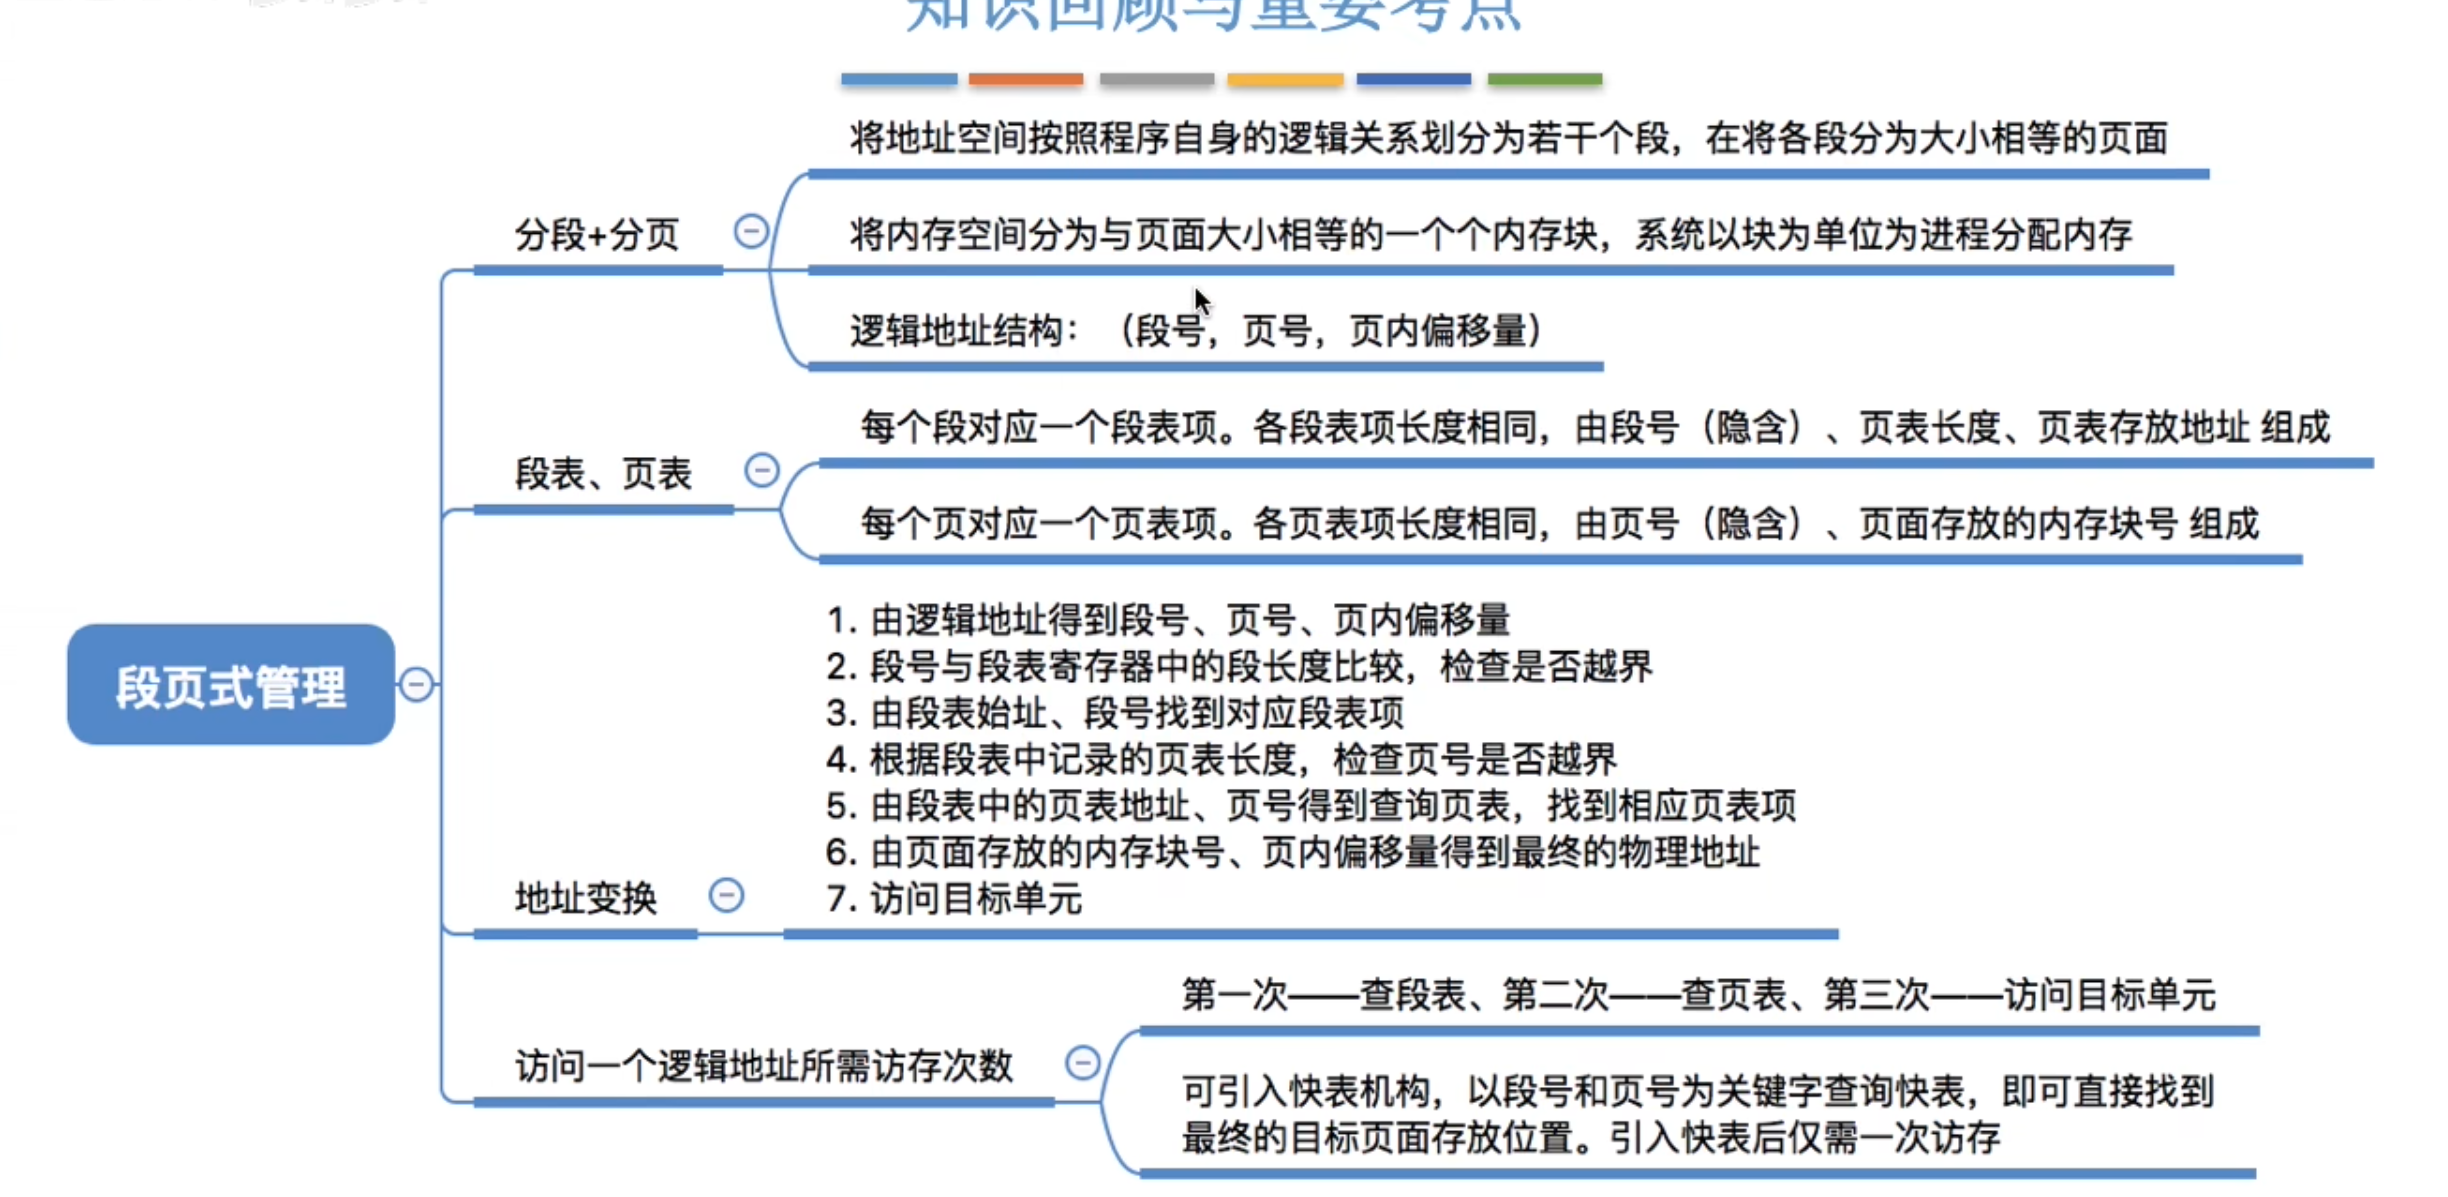 知识回顾与重要考点
将地址空间按照程序自身的逻辑关系划分为若干个段，在将各段分为大小相等的页面
分段+分页
将内存空间分为与页面大小相等的一个个内存块，系统以块为单位为进程分配内存
逻辑地址结构：（段号，页号，页内偏移量）
每个段对应一个段表项。各段表项长度相同，由段号（隐含）、页表长度、页表存放地址 组成
段表、页表
每个页对应一个页表项。各页表项长度相同，由页号（隐含）、页面存放的内存块号 组成
段页式管理
1. 由逻辑地址得到段号、页号、页内偏移量
2. 段号与段表寄存器中的段长度比较，检查是否越界
3. 由段表始址、段号找到对应段表项
4. 根据段表中记录的页表长度，检查页号是否越界
5. 由段表中的页表地址、页号得到查询页表，找到相应页表项
6. 由页面存放的内存块号、页内偏移量得到最终的物理地址
7. 访问目标单元
地址变换
第一次——查段表、第二次——查页表、第三次——访问目标单元
访问一个逻辑地址所需访存次数
可引入快表机构，以段号和页号为关键字查询快表，即可直接找到
最终的目标页面存放位置。引入快表后仅需一次访存